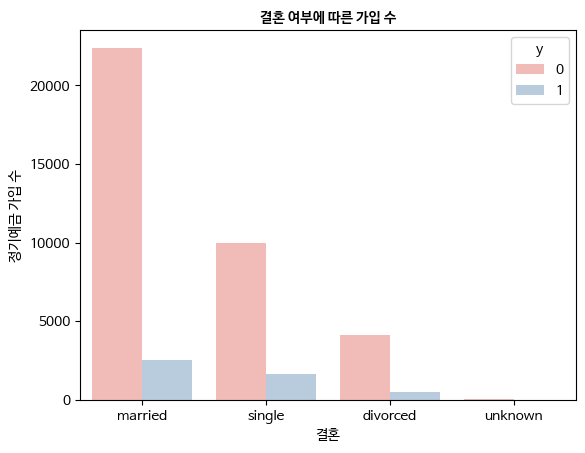 결혼 여부에 따른 가입 수
y
0
1
정기예금 가입 수
20000
15000
10000
5000
0
married single divorced unknown
결혼